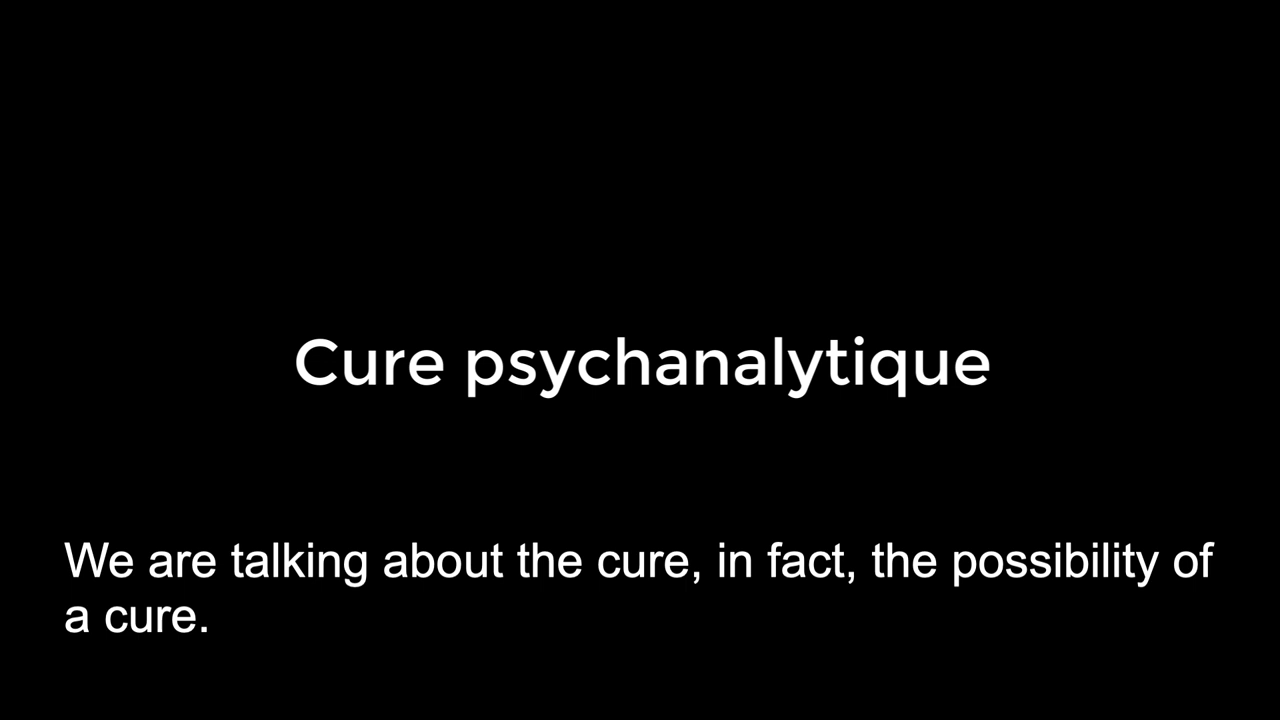 Cure psychanalytique
We are talking about the cure, in fact, the possibility of
a cure.